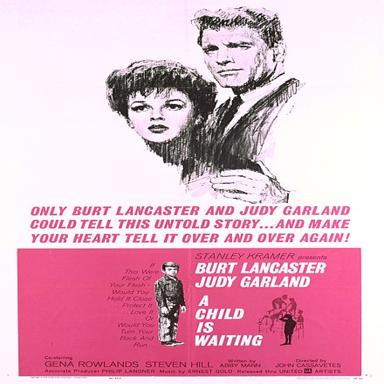 ONLY BURT LANCASTER AND JUDY GARLAND
COULD TELL THIS UNTOLD STORY...AND MAKE
YOUR HEART TELL IT OVER AND OVER AGAIN!
STANLEY KRAMER presents
BURT LANCASTER
JUDY GARLAND
A
CHILD
IS
WAITING
If
This Were
Flesh Of
Your Flesh -
Would You
Hold It Close
Protect It
Love It
Or
Would You
Turn Your
Back And
Run
Co-starring
GENA ROWLANDS STEVEN HILL
Written by
ABBY MANN
Directed by
JOHN CASSAVETES
Associate Producer PHILIP LANGNER Music by ERNEST GOLD Released thru UNITED ARTISTS